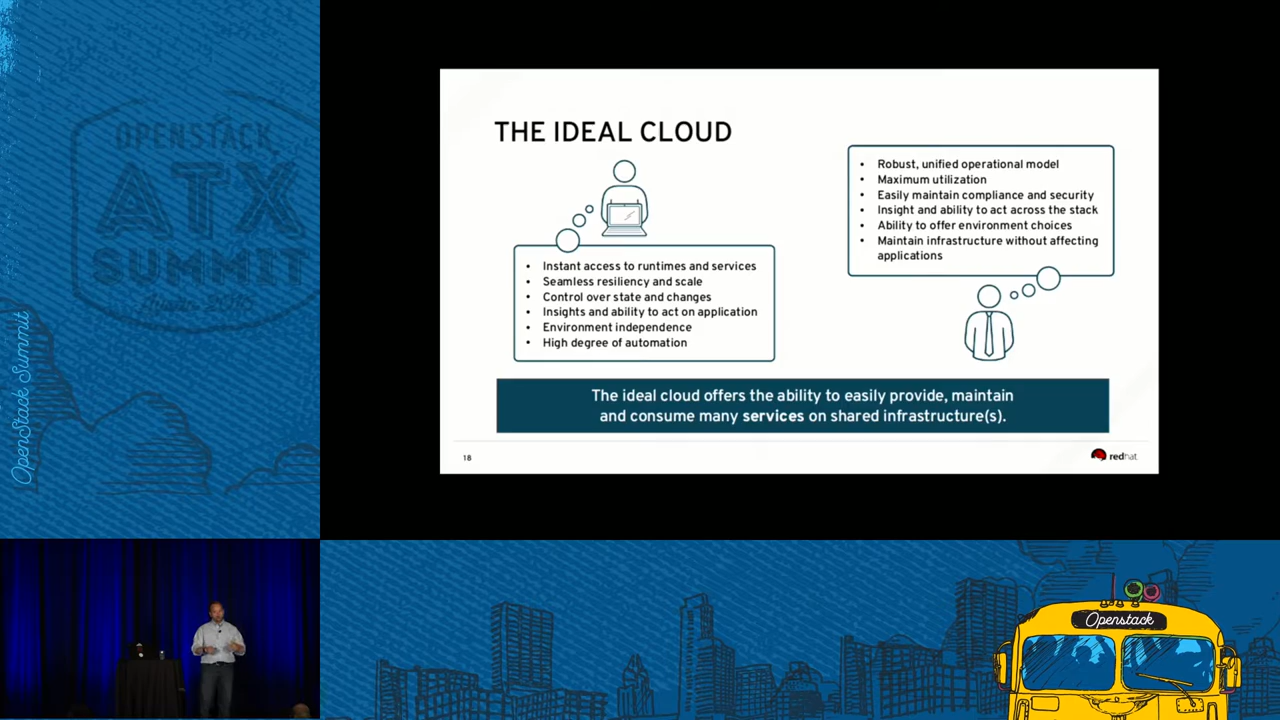 OPENSTACK
ATX
SUMMIT
OpenStack Summit
THE IDEAL CLOUD
• Instant access to runtimes and services
• Seamless resiliency and scale
• Control over state and changes
• Insights and ability to act on application
• Environment independence
• High degree of automation
• Robust, unified operational model
• Maximum utilization
• Easily maintain compliance and security
• Insight and ability to act across the stack
• Ability to offer environment choices
• Maintain infrastructure without affecting
applications
The ideal cloud offers the ability to easily provide, maintain
and consume many services on shared infrastructure(s).
18
redhat
Openstack